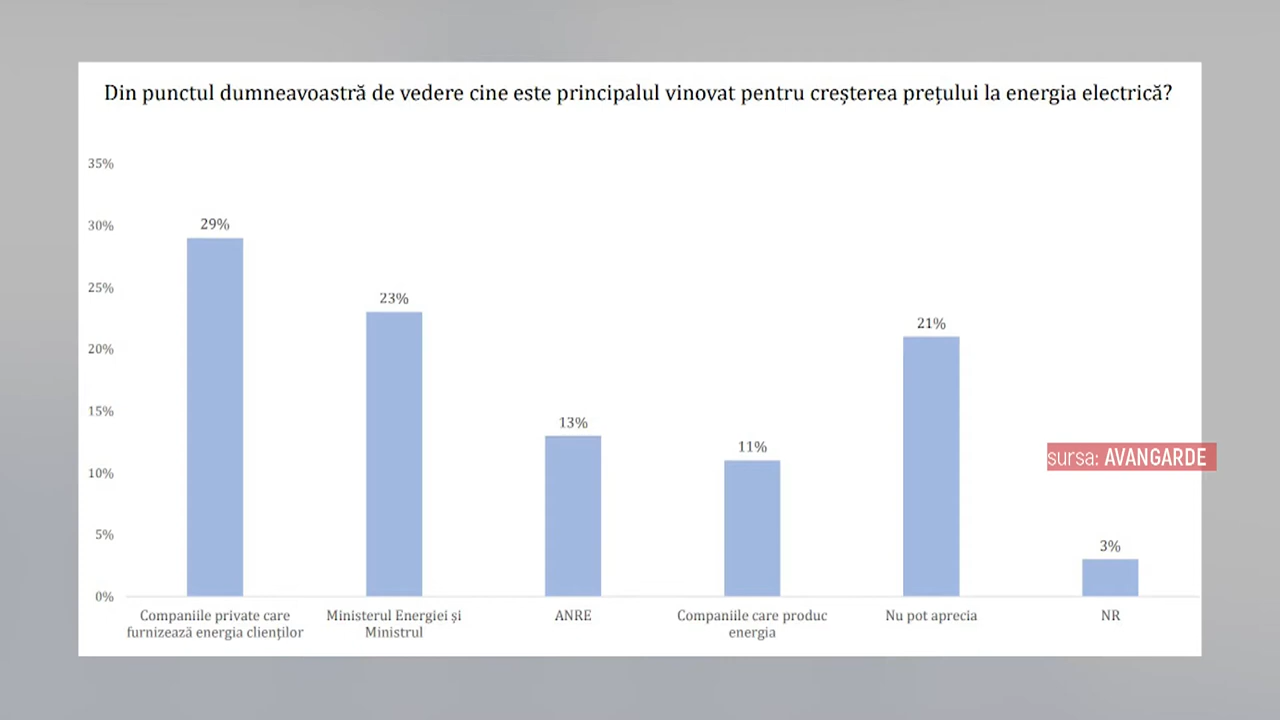 Din punctul dumneavoastră de vedere cine este principalul vinovat pentru creșterea prețului la energia electrică?
35%
30%
25%
20%
15%
10%
5%
0%
29%
23%
13%
11%
21%
3%
Companiile private care
furnizează energia clienților
Ministerul Energiei și
Ministrul
ANRE
Companiile care produc
energia
Nu pot aprecia
NR
sursa: AVANGARDE